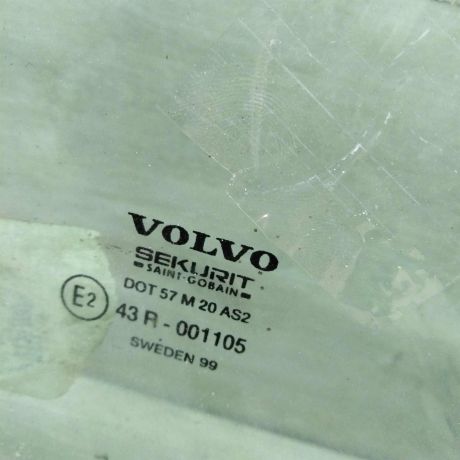 VOLVO
SEKURIT
SAINT-GOBAIN
DOT 57 M 20 AS2
E2 43 R - 001105
SWEDEN 99